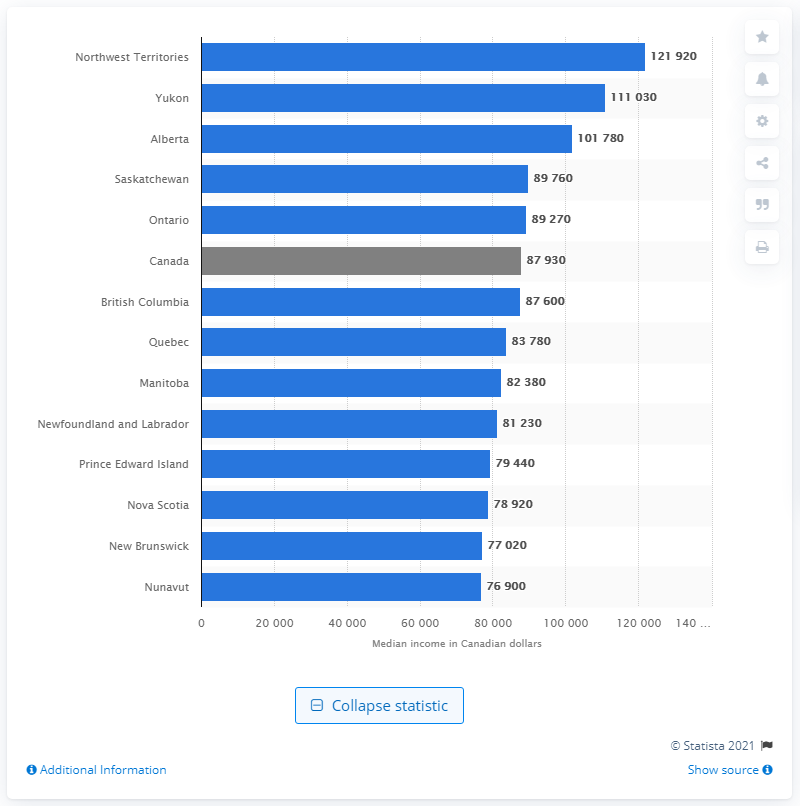 Northwest Territories 121 920
Yukon 111 030
Alberta 101 780
Saskatchewan 89 760
Ontario 89 270
Canada 87 930
British Columbia 87 600
Quebec 83 780
Manitoba 82 380
Newfoundland and Labrador 81 230
Prince Edward Island 79 440
Nova Scotia 78 920
New Brunswick 77 020
Nunavut 76 900
0 20 000 40 000 60 000 80 000 100 000 120 000 140 ...
Median income in Canadian dollars
Collapse statistic
© Statista 2021
Additional Information Show source